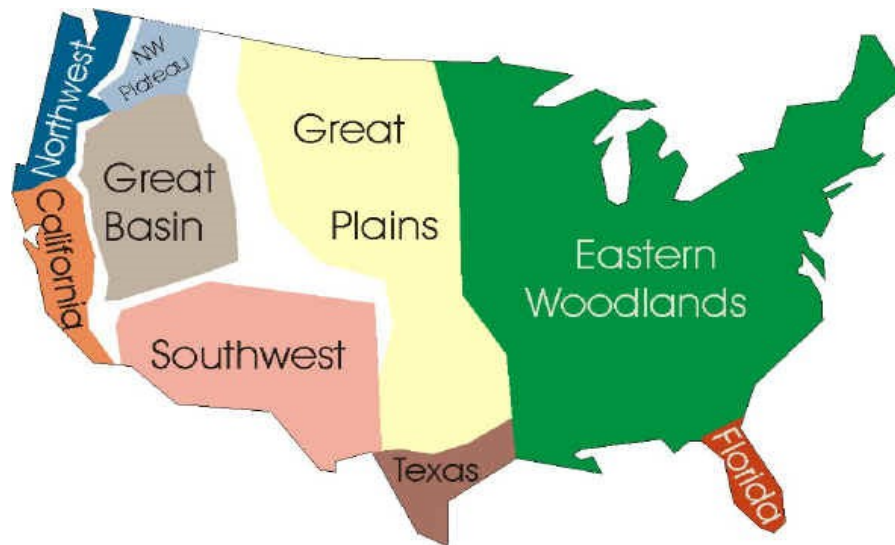 Northwest
NW
Plateau
Great
Basin
California
Great
Plains
Eastern
Woodlands
Southwest
Texas
Florida